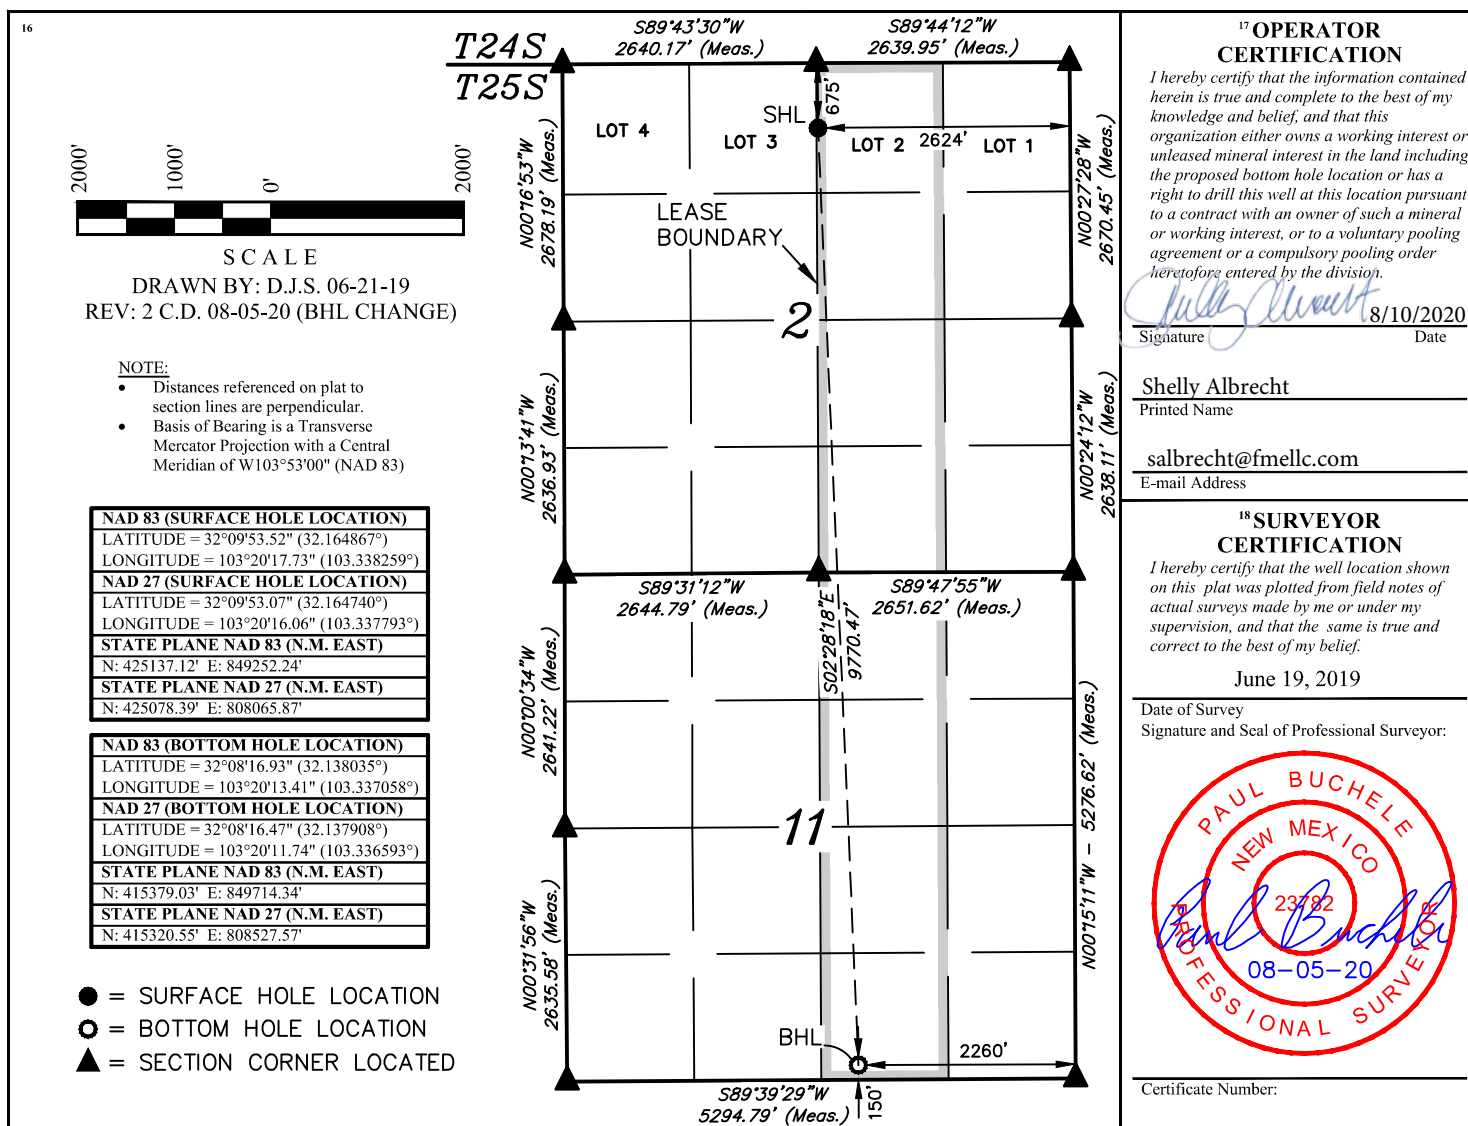 16
T24S
T25S
S89°43'30"W
2640.17' (Meas.)
S89°44'12"W
2639.95' (Meas.)
2000'
1000'
0'
2000'
SCALE
DRAWN BY: D.J.S. 06-21-19
REV: 2 C.D. 08-05-20 (BHL CHANGE)
NOTE:
• Distances referenced on plat to
section lines are perpendicular.
• Basis of Bearing is a Transverse
Mercator Projection with a Central
Meridian of W103°53'00" (NAD 83)
NAD 83 (SURFACE HOLE LOCATION)
LATITUDE = 32°09'53.52" (32.164867°)
LONGITUDE = 103°20'17.73" (103.338259°)
NAD 27 (SURFACE HOLE LOCATION)
LATITUDE = 32°09'53.07" (32.164740°)
LONGITUDE = 103°20'16.06" (103.337793°)
STATE PLANE NAD 83 (N.M. EAST)
N: 425137.12' E: 849252.24'
STATE PLANE NAD 27 (N.M. EAST)
N: 425078.39' E: 808065.87'
NAD 83 (BOTTOM HOLE LOCATION)
LATITUDE = 32°08'16.93" (32.138035°)
LONGITUDE = 103°20'13.41" (103.337058°)
NAD 27 (BOTTOM HOLE LOCATION)
LATITUDE = 32°08'16.47" (32.137908°)
LONGITUDE = 103°20'11.74" (103.336593°)
STATE PLANE NAD 83 (N.M. EAST)
N: 415379.03' E: 849714.34'
STATE PLANE NAD 27 (N.M. EAST)
N: 415320.55' E: 808527.57'
= SURFACE HOLE LOCATION
= BOTTOM HOLE LOCATION
= SECTION CORNER LOCATED
N00°16'53"W
2678.19' (Meas.)
N00°13'41"W
2636.93' (Meas.)
N00°00'34"W
2641.22' (Meas.)
N00°31'56"W
2635.58' (Meas.)
675'
SHL
LOT 4
LOT 3
LOT 2
2624'
LOT 1
LEASE
BOUNDARY
2
N00°27'28"W
2670.45' (Meas.)
N00°24'12"W
2638.11' (Meas.)
S89°31'12"W
2644.79' (Meas.)
S89°47'55"W
2651.62' (Meas.)
S02°28'18"E
9770.47'
11
N00°15'11"W - 5276.62' (Meas.)
BHL
2260'
S89°39'29"W
5294.79' (Meas.)
150'
17 OPERATOR
CERTIFICATION
I hereby certify that the information contained
herein is true and complete to the best of my
knowledge and belief, and that this
organization either owns a working interest or
unleased mineral interest in the land including
the proposed bottom hole location or has a
right to drill this well at this location pursuant
to a contract with an owner of such a mineral
or working interest, or to a voluntary pooling
agreement or a compulsory pooling order
heretofore entered by the division.
8/10/2020
Signature Date
Shelly Albrecht
Printed Name
salbrecht@fmellc.com
E-mail Address
18 SURVEYOR
CERTIFICATION
I hereby certify that the well location shown
on this plat was plotted from field notes of
actual surveys made by me or under my
supervision, and that the same is true and
correct to the best of my belief.
June 19, 2019
Date of Survey
Signature and Seal of Professional Surveyor:
PAUL BUCHELE
NEW MEXICO
23782
Paul Buchele
08-05-20
PROFESSIONAL SURVEYOR
Certificate Number: